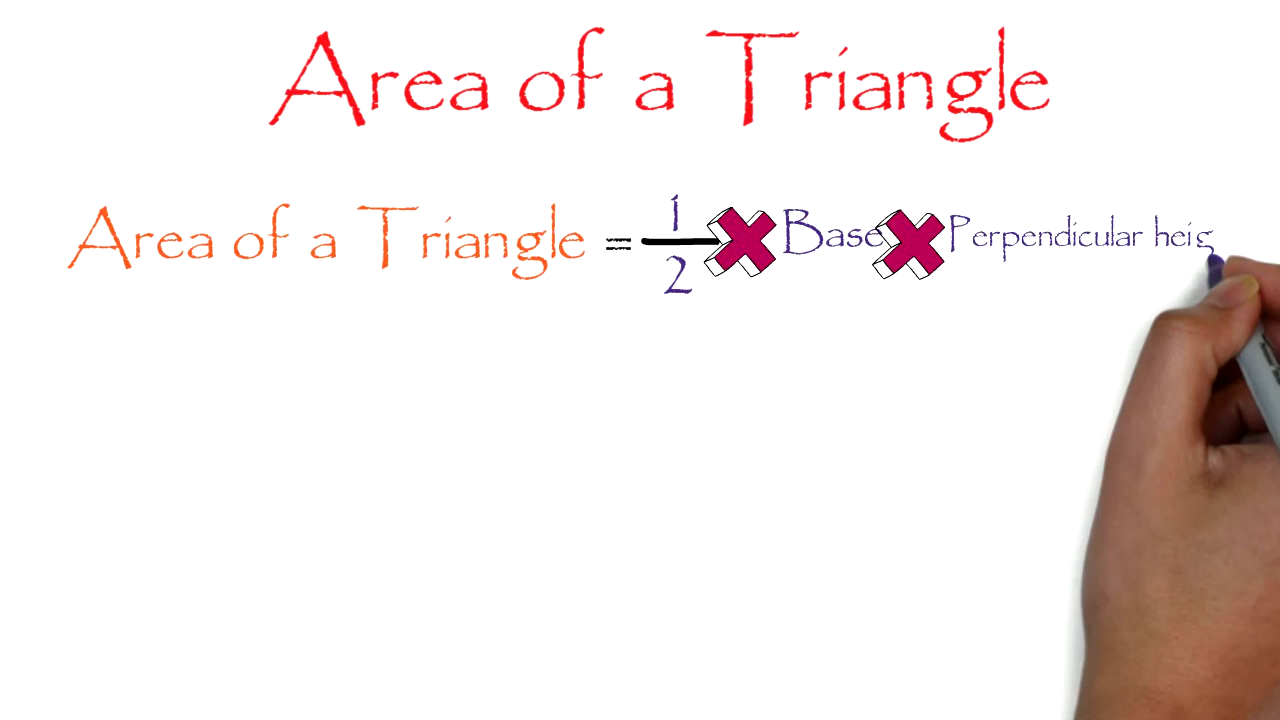 Area of a Triangle
Area of a Triangle = 1/2 × Base × Perpendicular heig